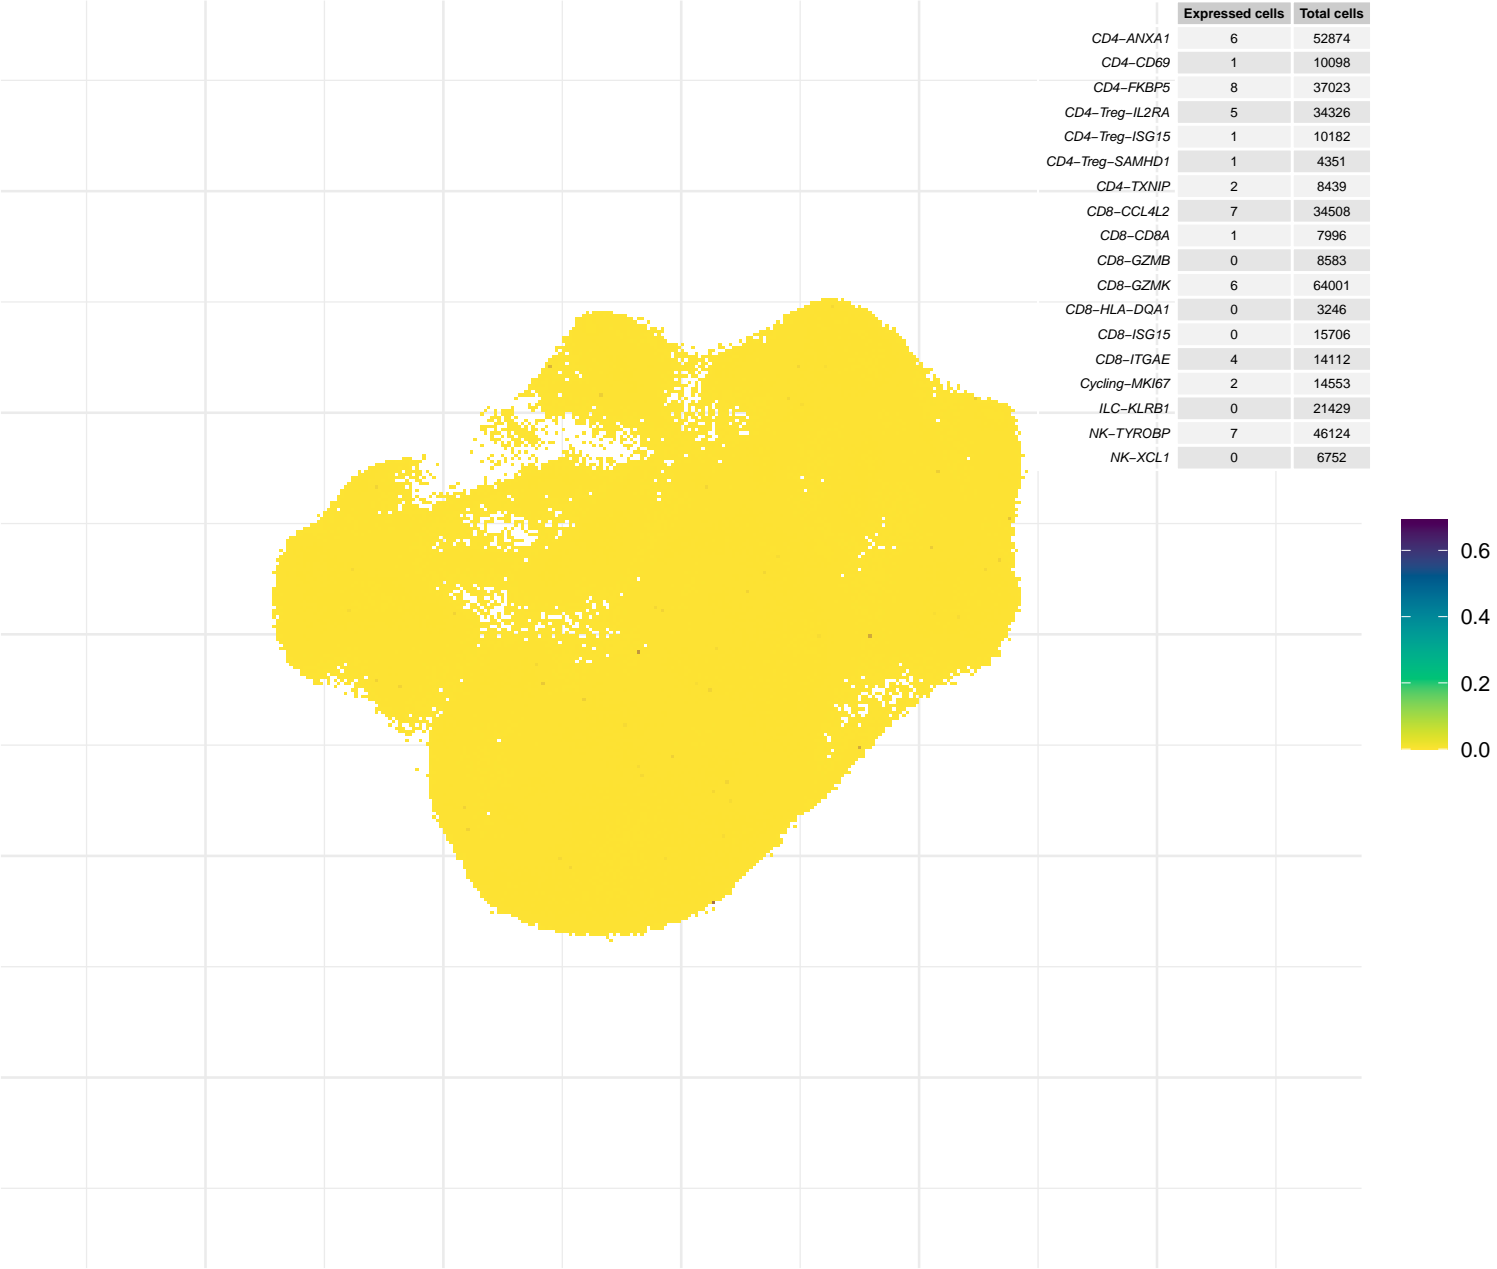 Expressed cells Total cells
CD4−ANXA1 6 52874
CD4−CD69 1 10098
CD4−FKBP5 8 37023
CD4−Treg−IL2RA 5 34326
CD4−Treg−ISG15 1 10182
CD4−Treg−SAMHD1 1 4351
CD4−TXNIP 2 8439
CD8−CCL4L2 7 34508
CD8−CD8A 1 7996
CD8−GZMB 0 8583
CD8−GZMK 6 64001
CD8−HLA−DQA1 0 3246
CD8−ISG15 0 15706
CD8−ITGAE 4 14112
Cycling−MKI67 2 14553
ILC−KLRB1 0 21429
NK−TYROBP 7 46124
NK−XCL1 0 6752
0.6
0.4
0.2
0.0